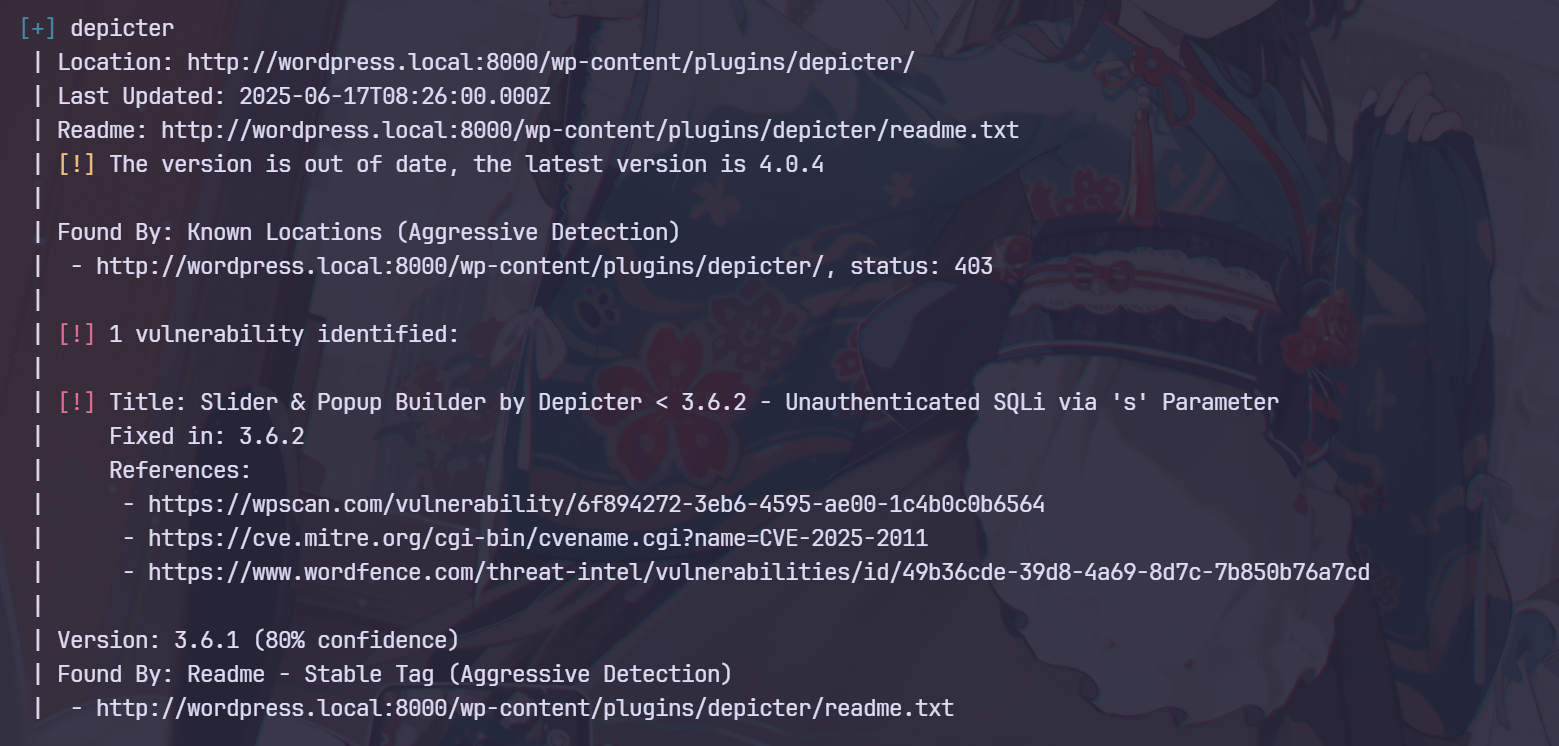 [+] depicter
| Location: http://wordpress.local:8000/wp-content/plugins/depicter/
| Last Updated: 2025-06-17T08:26:00.000Z
| Readme: http://wordpress.local:8000/wp-content/plugins/depicter/readme.txt
| [!] The version is out of date, the latest version is 4.0.4
|
| Found By: Known Locations (Aggressive Detection)
|  - http://wordpress.local:8000/wp-content/plugins/depicter/, status: 403
|
| [!] 1 vulnerability identified:
|
| [!] Title: Slider & Popup Builder by Depicter < 3.6.2 - Unauthenticated SQLi via 's' Parameter
|     Fixed in: 3.6.2
|     References:
|      - https://wpscan.com/vulnerability/6f894272-3eb6-4595-ae00-1c4b0c0b6564
|      - https://cve.mitre.org/cgi-bin/cvename.cgi?name=CVE-2025-2011
|      - https://www.wordfence.com/threat-intel/vulnerabilities/id/49b36cde-39d8-4a69-8d7c-7b850b76a7cd
|
| Version: 3.6.1 (80% confidence)
| Found By: Readme - Stable Tag (Aggressive Detection)
|  - http://wordpress.local:8000/wp-content/plugins/depicter/readme.txt